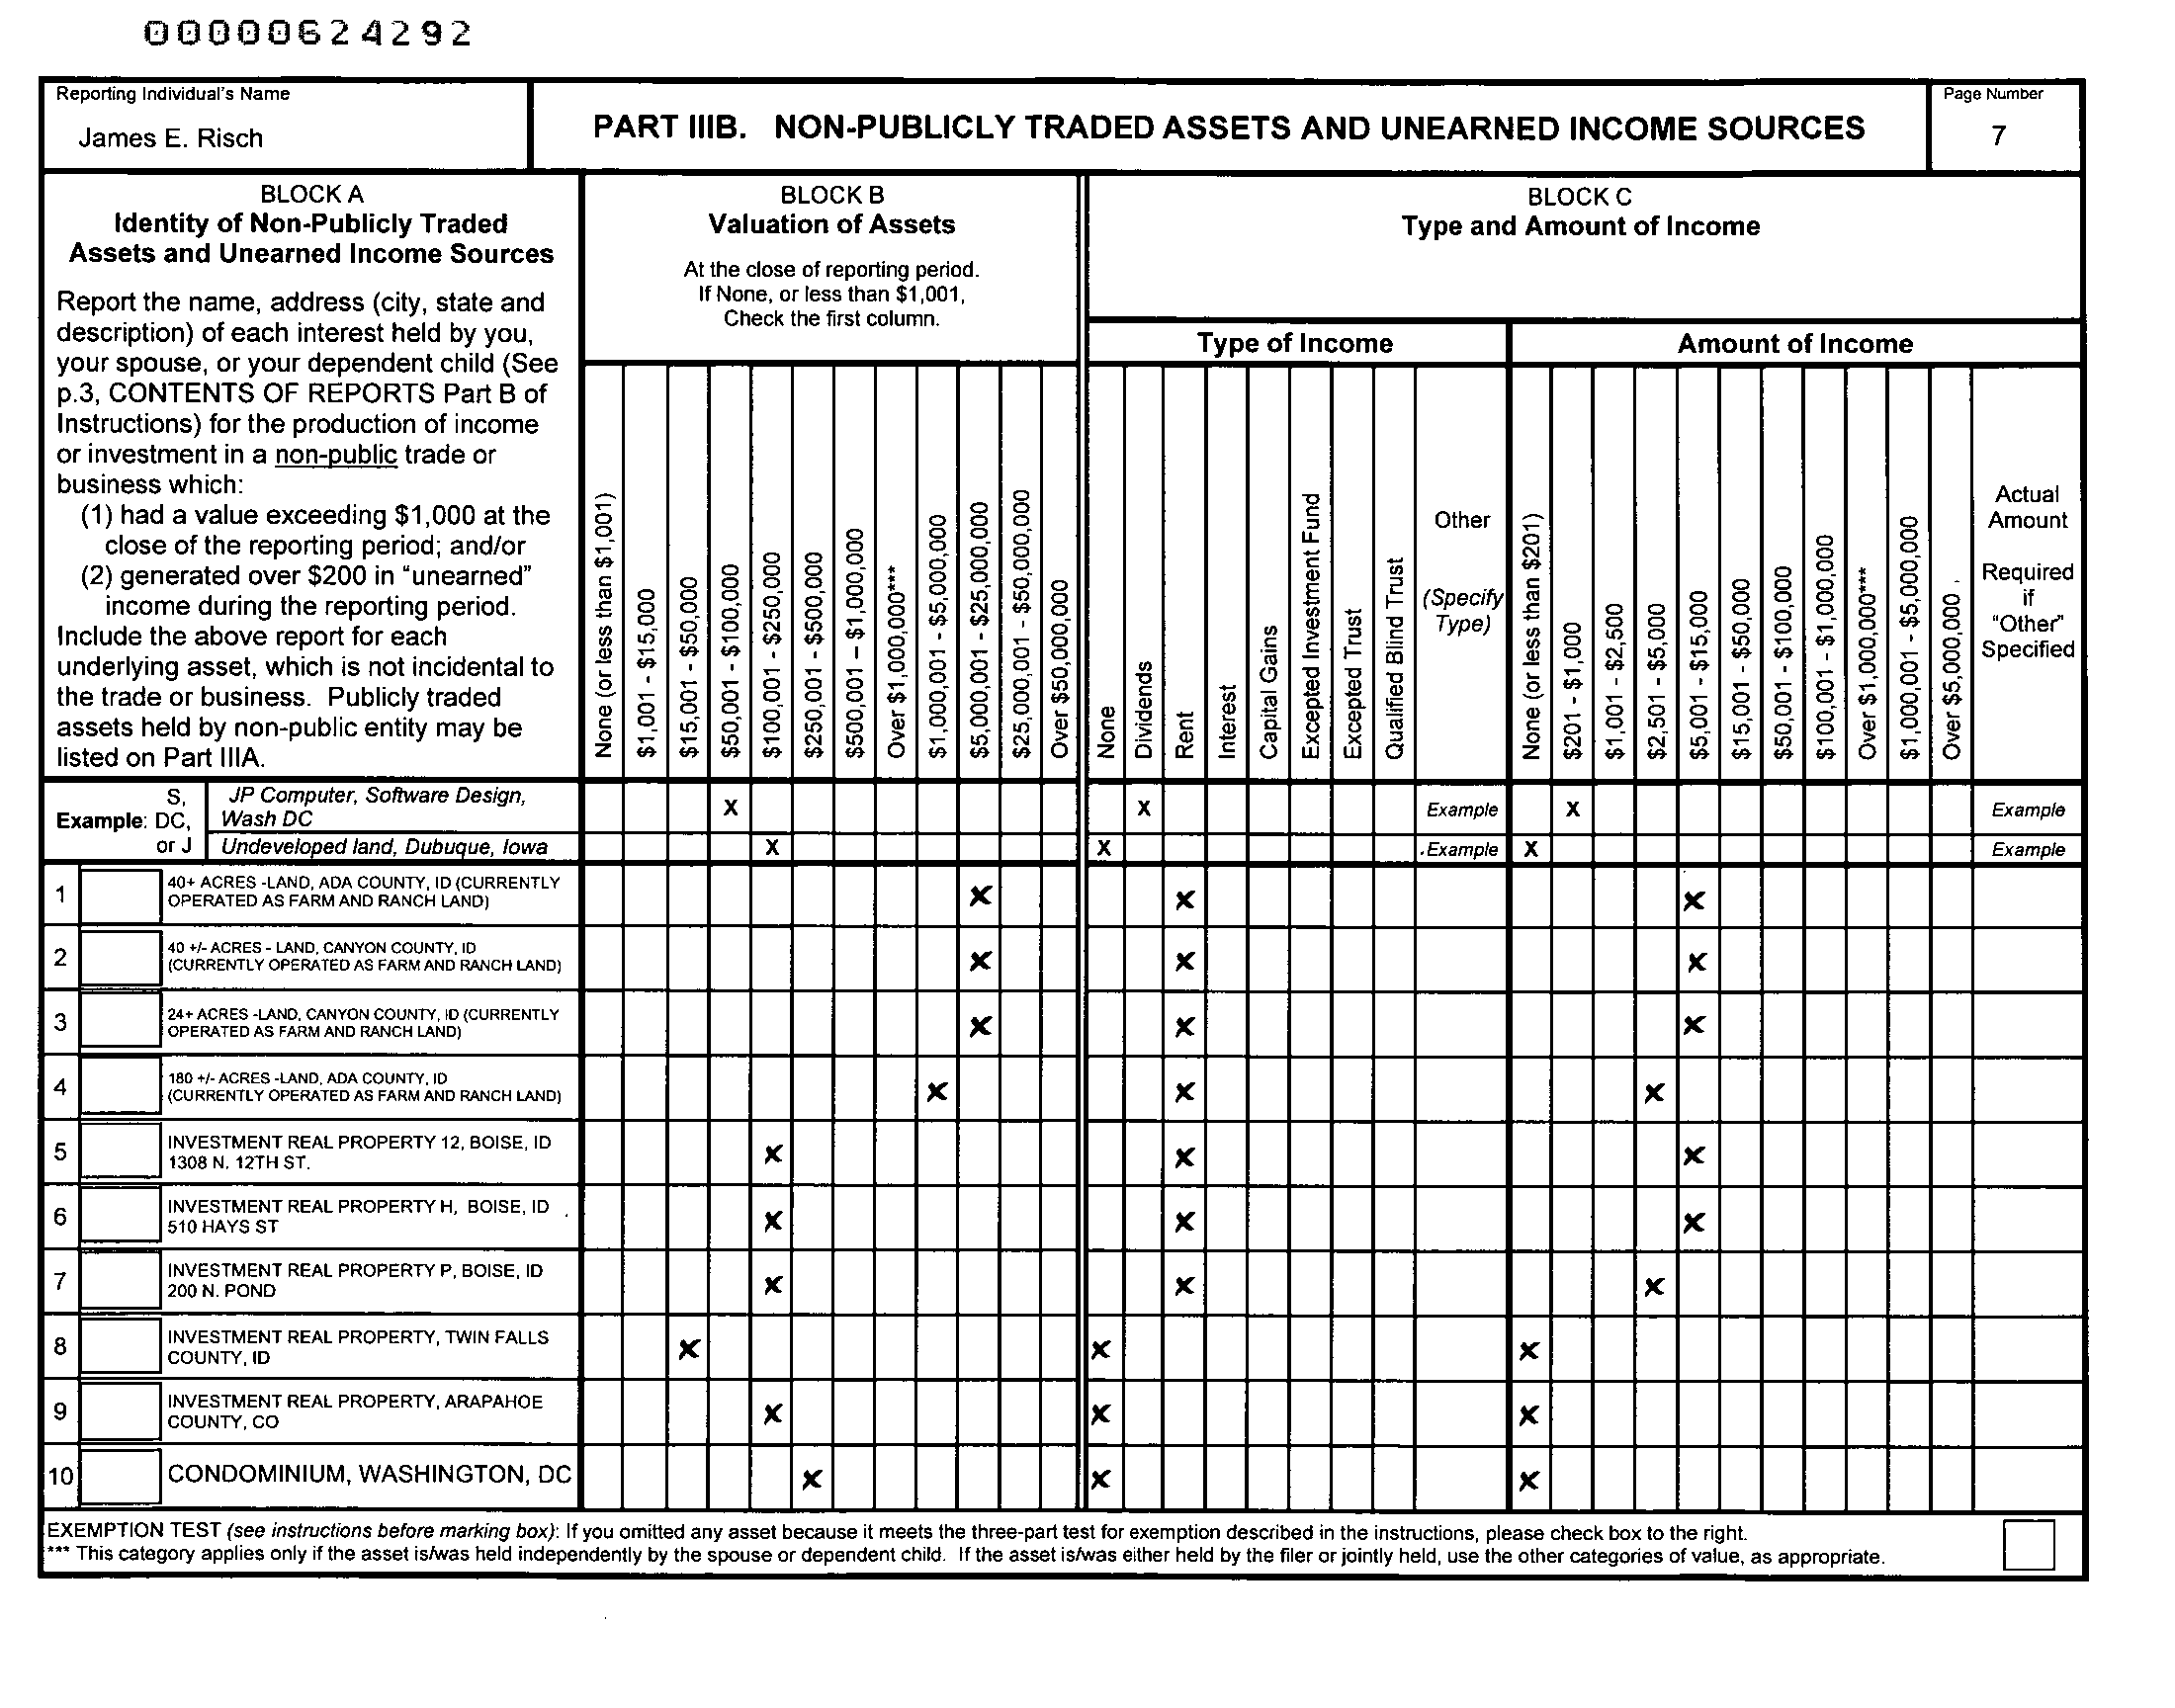 00000624292
Reporting Individual's Name
James E. Risch
PART IIIB. NON-PUBLICLY TRADED ASSETS AND UNEARNED INCOME SOURCES
Page Number
7
BLOCK A
Identity of Non-Publicly Traded
Assets and Unearned Income Sources
Report the name, address (city, state and
description) of each interest held by you,
your spouse, or your dependent child (See
p.3, CONTENTS OF REPORTS Part B of
Instructions) for the production of income
or investment in a non-public trade or
business which:
(1) had a value exceeding $1,000 at the
close of the reporting period; and/or
(2) generated over $200 in "unearned"
income during the reporting period.
Include the above report for each
underlying asset, which is not incidental to
the trade or business. Publicly traded
assets held by non-public entity may be
listed on Part IIIA.
BLOCK B
Valuation of Assets
At the close of reporting period.
If None, or less than $1,001,
Check the first column.
None (or less than $1,001)
$1,001 - $15,000
$15,001 - $50,000
$50,001 - $100,000
$100,001 - $250,000
$250,001 - $500,000
$500,001 – $1,000,000
Over $1,000,000***
$1,000,001 - $5,000,000
$5,000,001 - $25,000,000
$25,000,001 - $50,000,000
Over $50,000,000
BLOCK C
Type and Amount of Income
Type of Income
None
Dividends
Rent
Interest
Capital Gains
Excepted Investment Fund
Excepted Trust
Qualified Blind Trust
Other
(Specify
Type)
Amount of Income
None (or less than $201)
$201 - $1,000
$1,001 - $2,500
$2,501 - $5,000
$5,001 - $15,000
$15,001 - $50,000
$50,001 - $100,000
$100,001 - $1,000,000
Over $1,000,000***
$1,000,001 - $5,000,000
Over $5,000,000
Actual
Amount
Required
if
"Other"
Specified
Example: S, DC, or J
JP Computer, Software Design,
Wash DC
X X Example X Example
Undeveloped land, Dubuque, Iowa X X Example X Example
1 40+ ACRES -LAND, ADA COUNTY, ID (CURRENTLY
OPERATED AS FARM AND RANCH LAND) X X X
2 40 +/- ACRES - LAND, CANYON COUNTY, ID
(CURRENTLY OPERATED AS FARM AND RANCH LAND) X X X
3 24+ ACRES -LAND, CANYON COUNTY, ID (CURRENTLY
OPERATED AS FARM AND RANCH LAND) X X X
4 180 +/- ACRES -LAND, ADA COUNTY, ID
(CURRENTLY OPERATED AS FARM AND RANCH LAND) X X X
5 INVESTMENT REAL PROPERTY 12, BOISE, ID
1308 N. 12TH ST. X X X
6 INVESTMENT REAL PROPERTY H, BOISE, ID
510 HAYS ST X X X
7 INVESTMENT REAL PROPERTY P, BOISE, ID
200 N. POND X X X
8 INVESTMENT REAL PROPERTY, TWIN FALLS
COUNTY, ID X X X
9 INVESTMENT REAL PROPERTY, ARAPAHOE
COUNTY, CO X X X
10 CONDOMINIUM, WASHINGTON, DC X X X
EXEMPTION TEST (see instructions before marking box): If you omitted any asset because it meets the three-part test for exemption described in the instructions, please check box to the right.
*** This category applies only if the asset is/was held independently by the spouse or dependent child. If the asset is/was either held by the filer or jointly held, use the other categories of value, as appropriate.